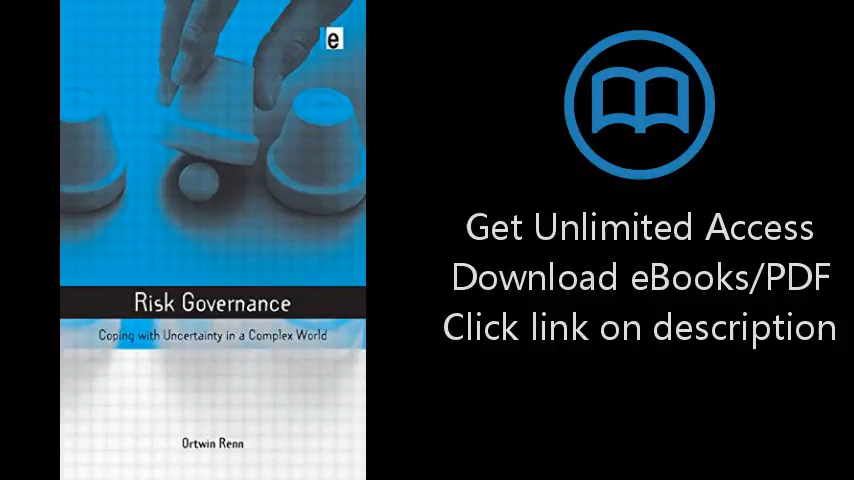 e
Risk Governance
Coping with Uncertainty in a Complex World
Ortwin Renn
Get Unlimited Access
Download eBooks/PDF
Click link on description